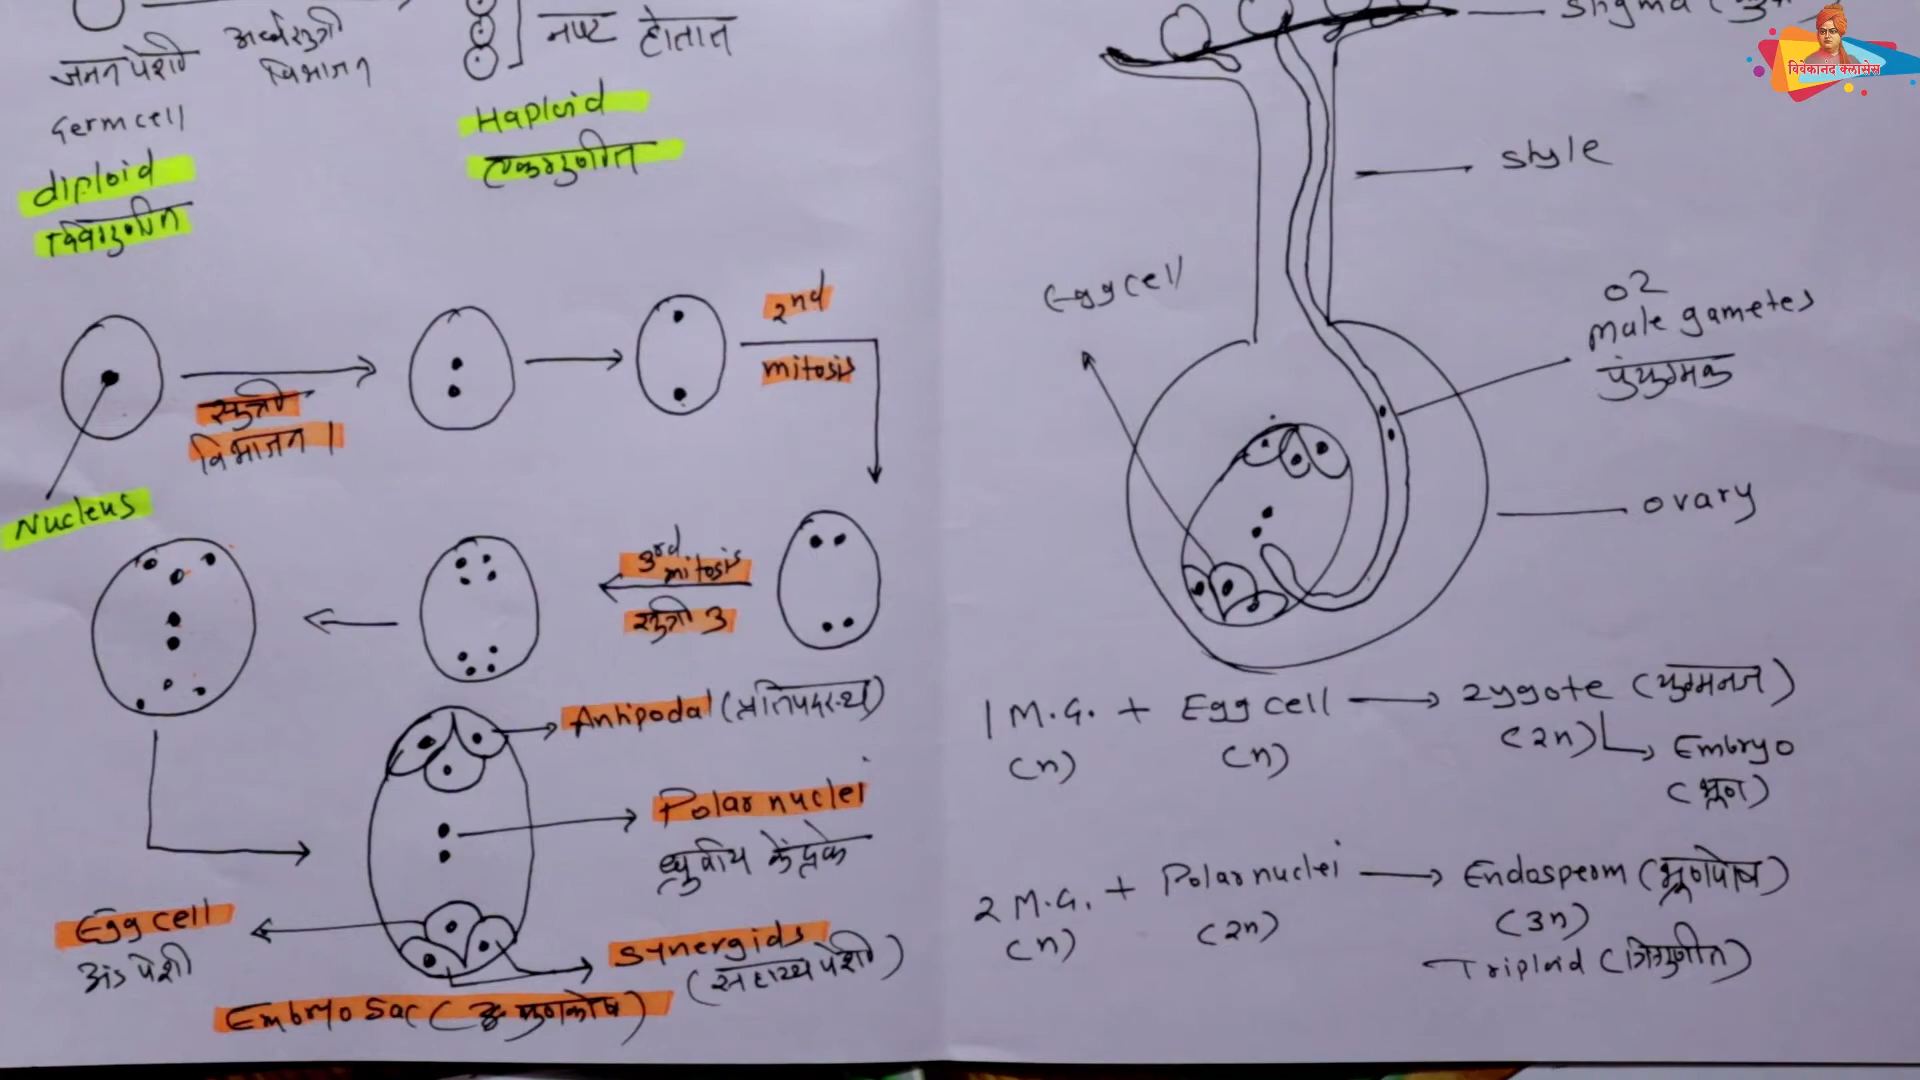 जनन पेशी
अर्धसुत्री
विभाजन
नष्ट होतात
Germ cell
diploid
द्विगुणीत
Haploid
एकगुणीत
सुत्री
विभाजन 1
2nd
mitosis
Nucleus
3rd
mitosis
सुत्री 3
Antipodal (प्रतिपदस्थ)
Polar nuclei
ध्रुवीय केंद्रके
Egg cell
अंड पेशी
Synergids
(सहाय्य पेशी)
Embryo Sac (भ्रुणकोष)
Stigma
style
Egg cell
02
male gametes
पुंयुग्मक
ovary
1 M.G. + Egg cell → zygote (युग्मनज)
(n) (n) (2n) → Embryo
(भ्रूण)
2 M.G. + Polar nuclei → Endosperm (भ्रूणपोष)
(n) (2n) (3n)
Triploid (त्रिगुणीत)
विवेकानंद क्लासेस